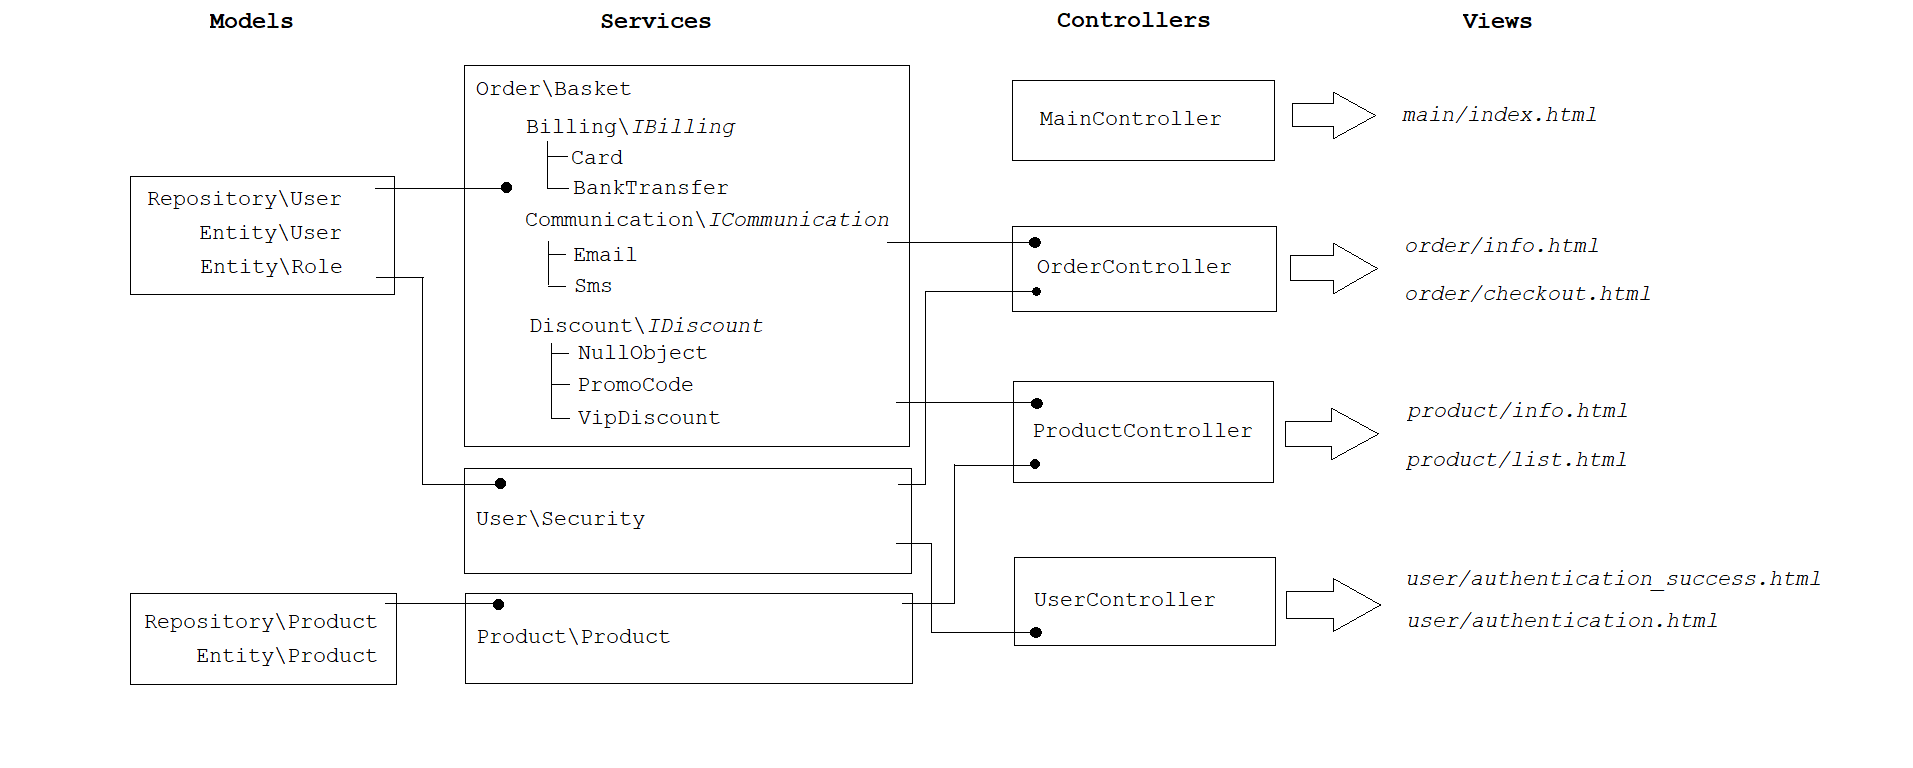 Models
Services
Controllers
Views
Repository\User
Entity\User
Entity\Role
Repository\Product
Entity\Product
Order\Basket
Billing\IBilling
Card
BankTransfer
Communication\ICommunication
Email
Sms
Discount\IDiscount
NullObject
PromoCode
VipDiscount
User\Security
Product\Product
MainController
OrderController
ProductController
UserController
main/index.html
order/info.html
order/checkout.html
product/info.html
product/list.html
user/authentication_success.html
user/authentication.html